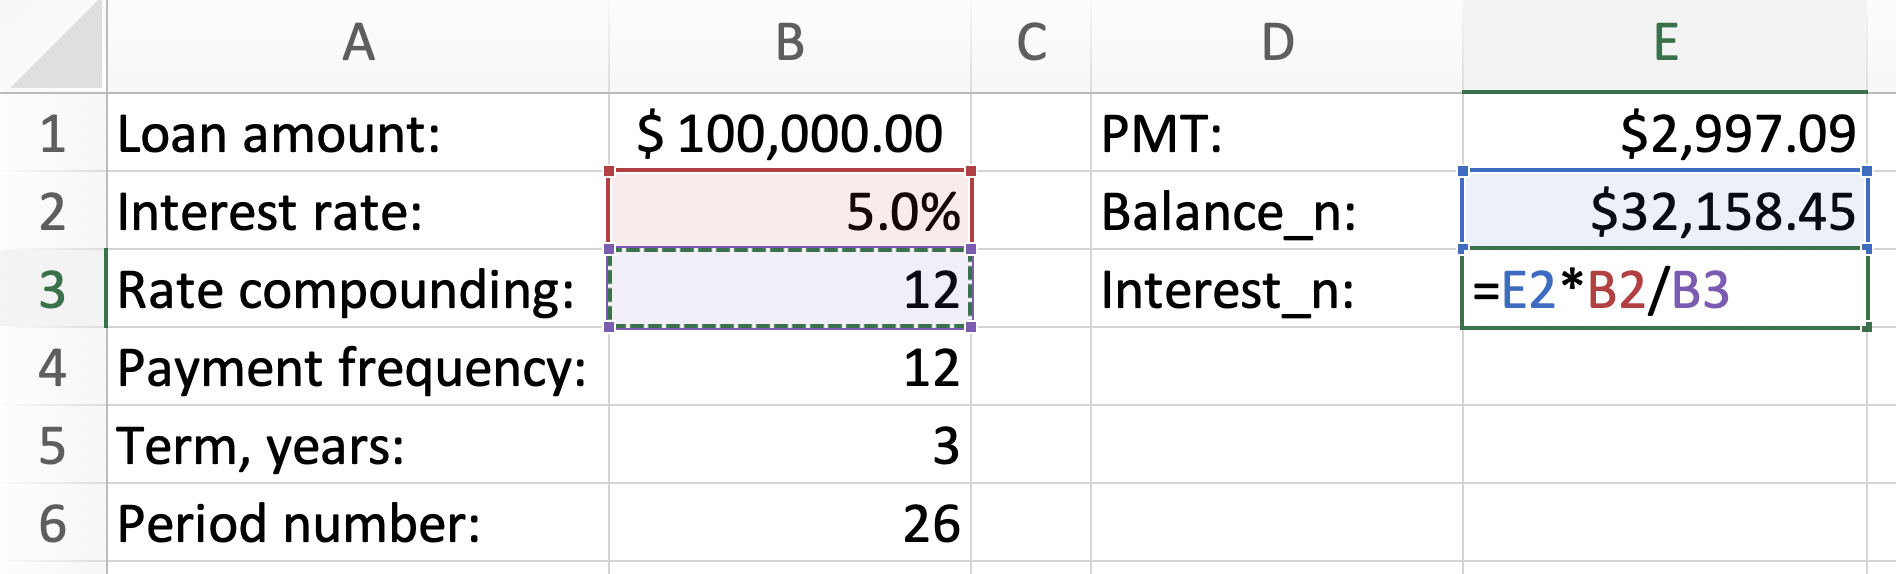 A B C D E
1 Loan amount: $ 100,000.00 PMT: $2,997.09
2 Interest rate: 5.0% Balance_n: $32,158.45
3 Rate compounding: 12 Interest_n: =E2*B2/B3
4 Payment frequency: 12
5 Term, years: 3
6 Period number: 26